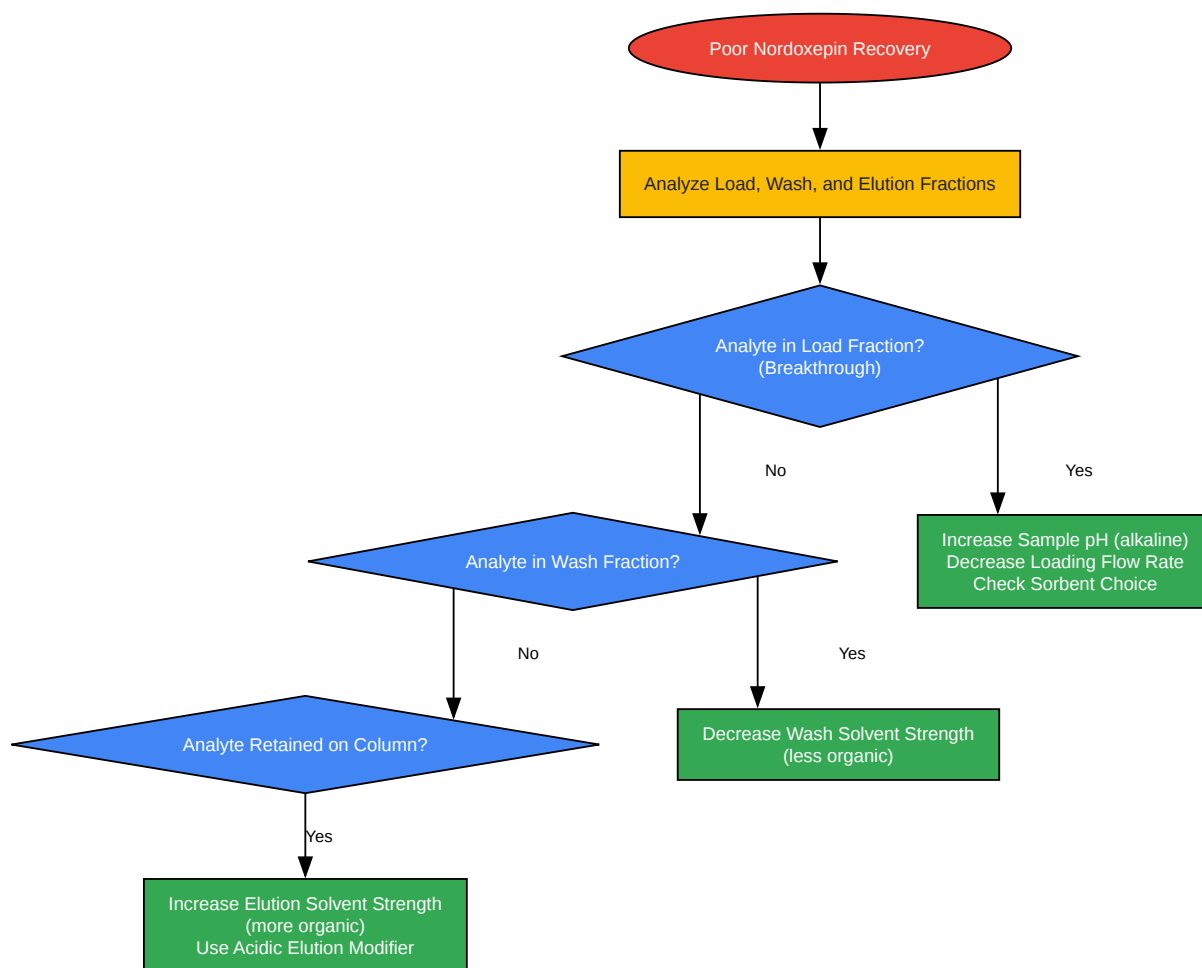 Poor Nordoxepin Recovery
Analyze Load, Wash, and Elution Fractions
Analyte in Load Fraction?
(Breakthrough)
No
Yes
Increase Sample pH (alkaline)
Decrease Loading Flow Rate
Check Sorbent Choice
Analyte in Wash Fraction?
No
Yes
Decrease Wash Solvent Strength
(less organic)
Analyte Retained on Column?
Yes
Increase Elution Solvent Strength
(more organic)
Use Acidic Elution Modifier